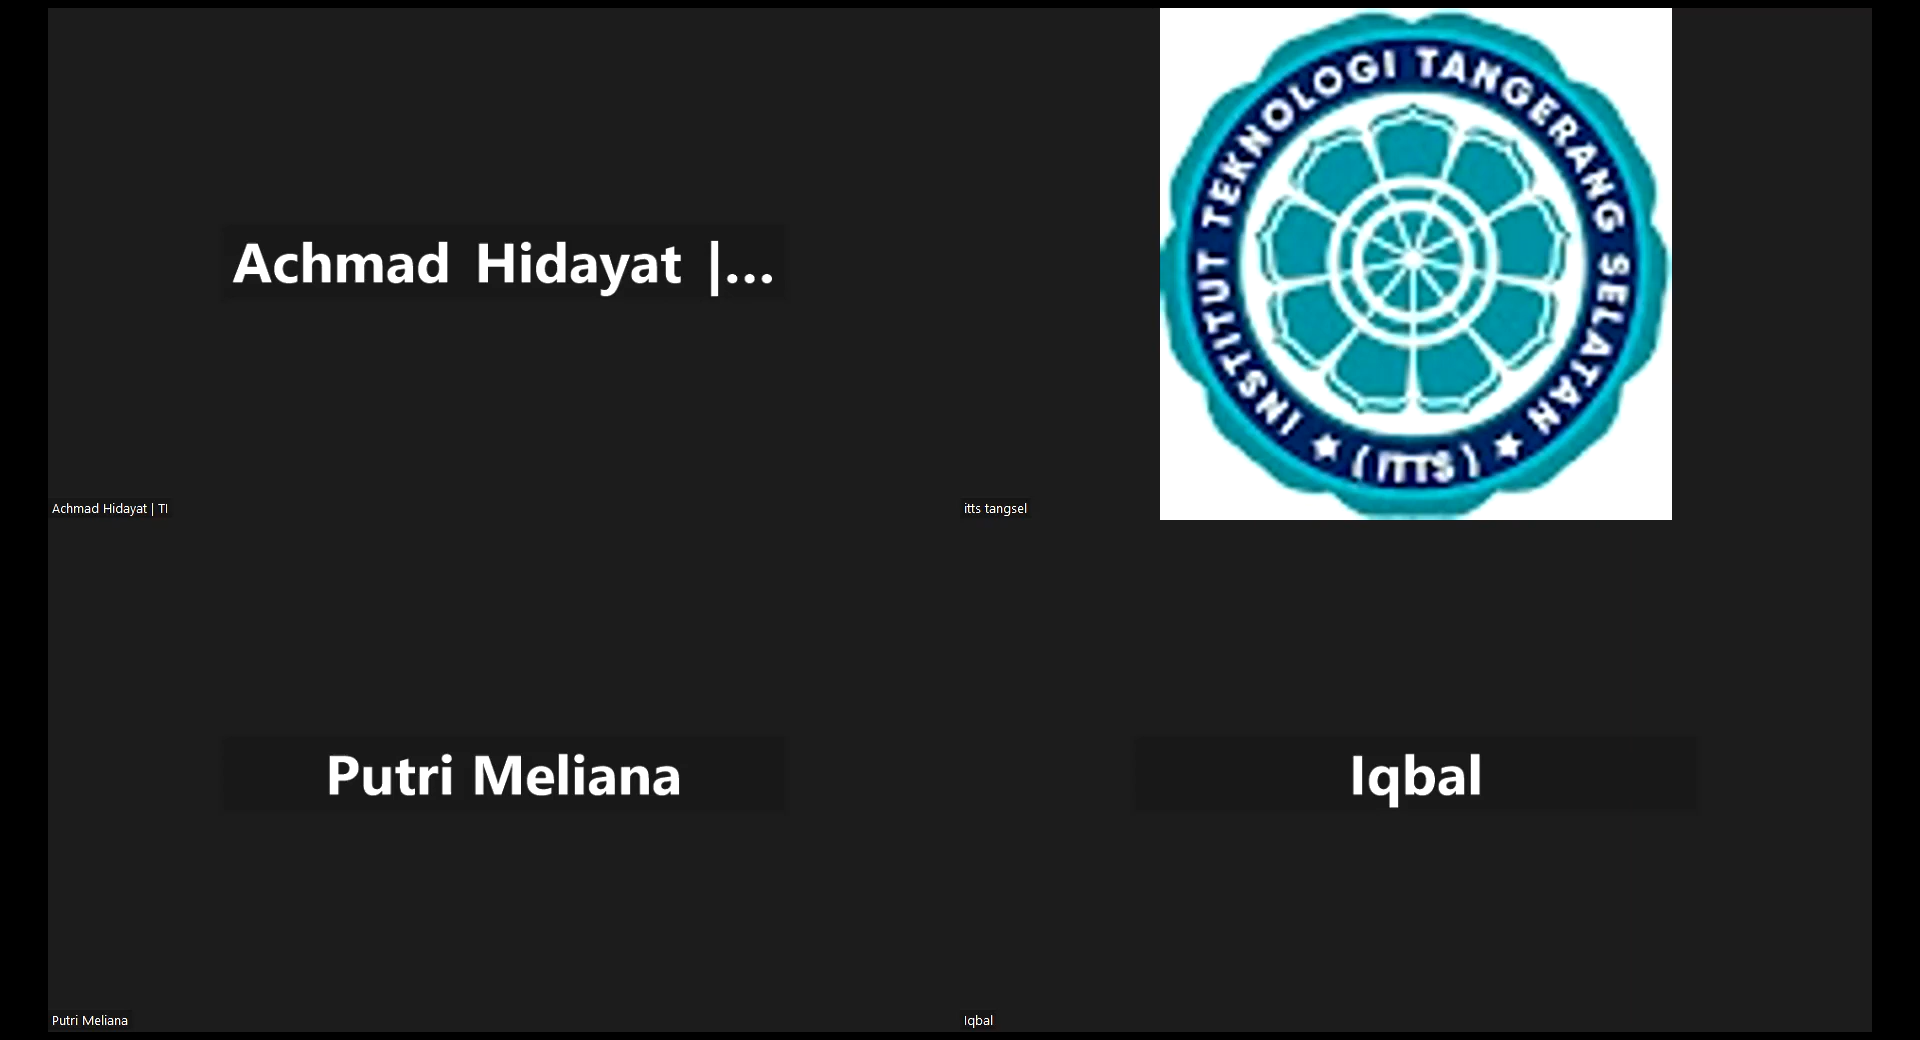 Achmad Hidayat |...
Achmad Hidayat | TI
INSTITUT TEKNOLOGI TANGERANG SELATAN
★ ( ITTS ) ★
itts tangsel
Putri Meliana
Putri Meliana
Iqbal
Iqbal